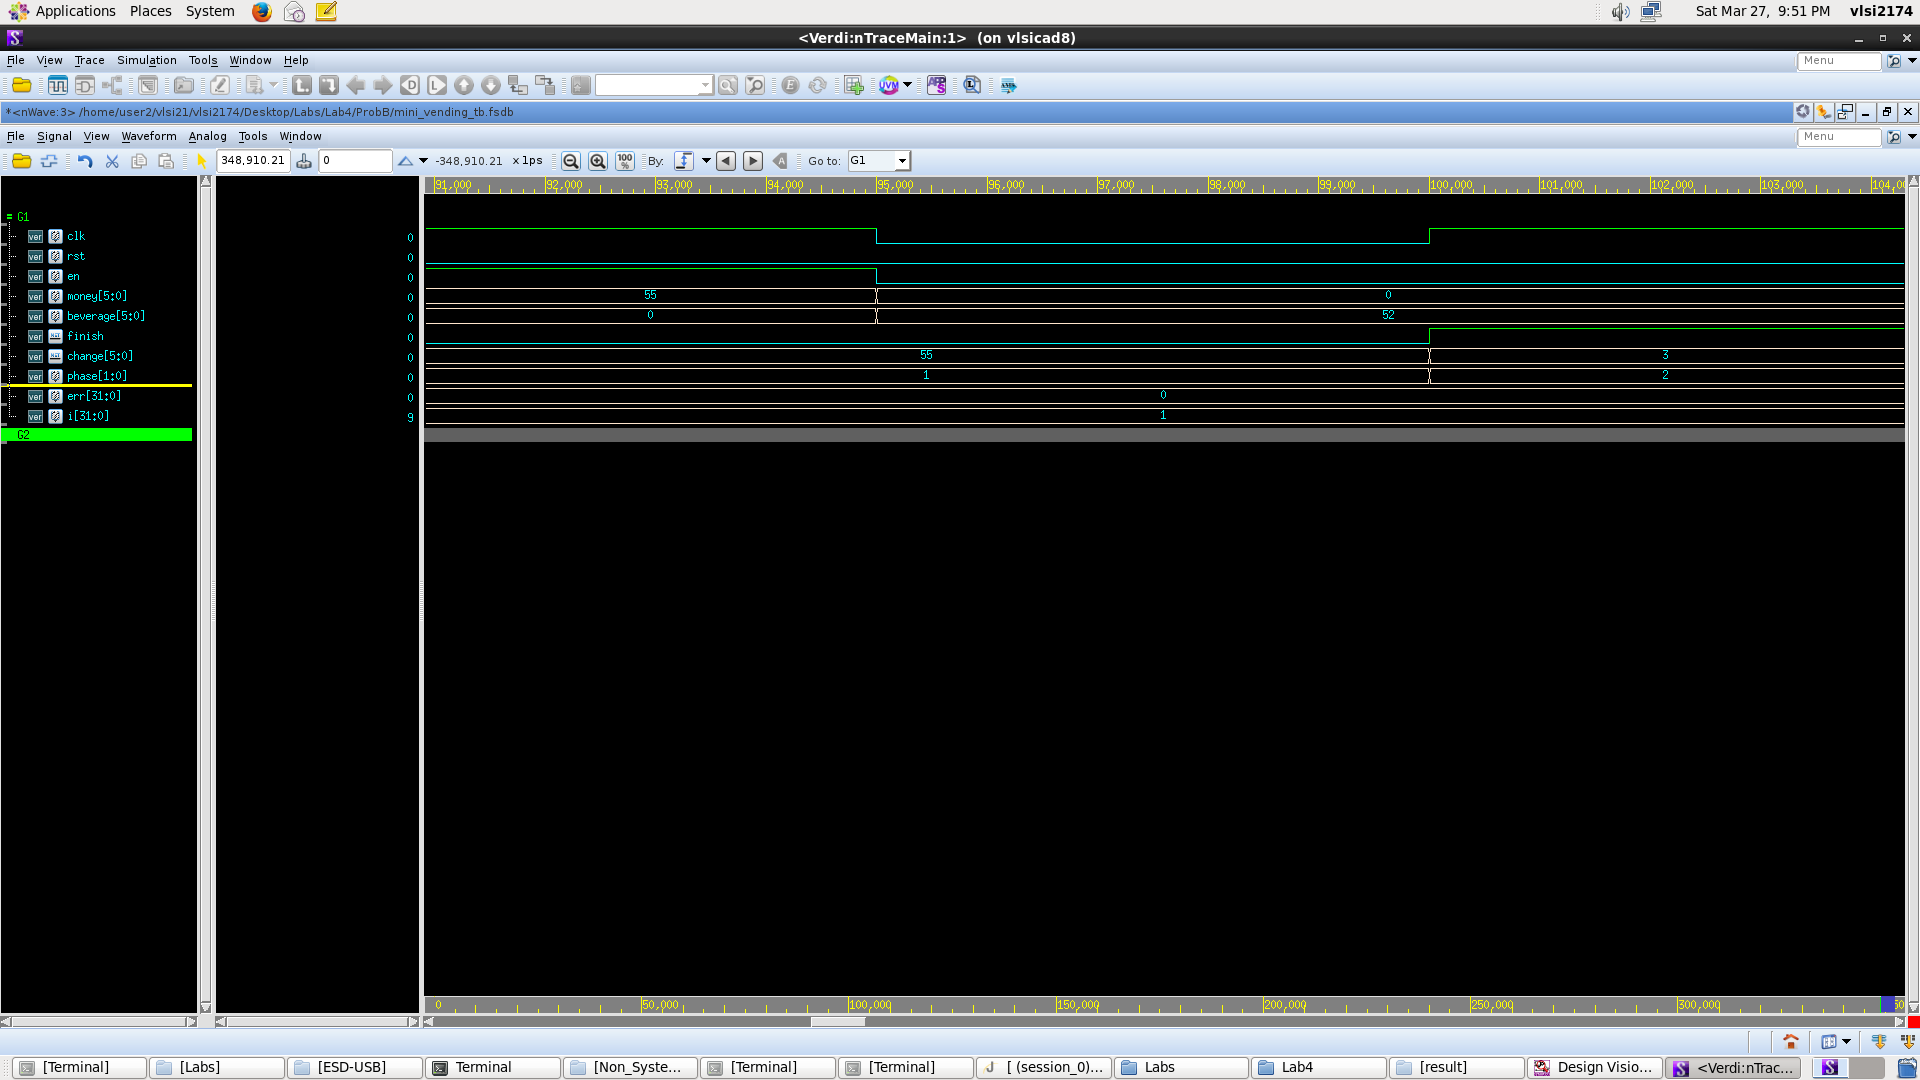 Applications Places System Sat Mar 27, 9:51 PM vlsi2174
<Verdi:nTraceMain:1> (on vlsicad8)
File View Trace Simulation Tools Window Help Menu
*<nWave:3> /home/user2/vlsi21/vlsi2174/Desktop/Labs/Lab4/ProbB/mini_vending_tb.fsdb
File Signal View Waveform Analog Tools Window Menu
348,910.21 0 -348,910.21 x 1ps 100% By: Go to: G1
91,000 92,000 93,000 94,000 95,000 96,000 97,000 98,000 99,000 100,000 101,000 102,000 103,000 104,0
G1
clk 0
rst 0
en 0
money[5:0] 0 55 0
beverage[5:0] 0 0 52
finish 0
change[5:0] 0 55 3
phase[1:0] 0 1 2
err[31:0] 0 0
i[31:0] 9 1
G2
0 50,000 100,000 150,000 200,000 250,000 300,000
[Terminal] [Labs] [ESD-USB] Terminal [Non_Syste... [Terminal] [Terminal] [ (session_0)... Labs Lab4 [result] Design Visio... <Verdi:nTrac...